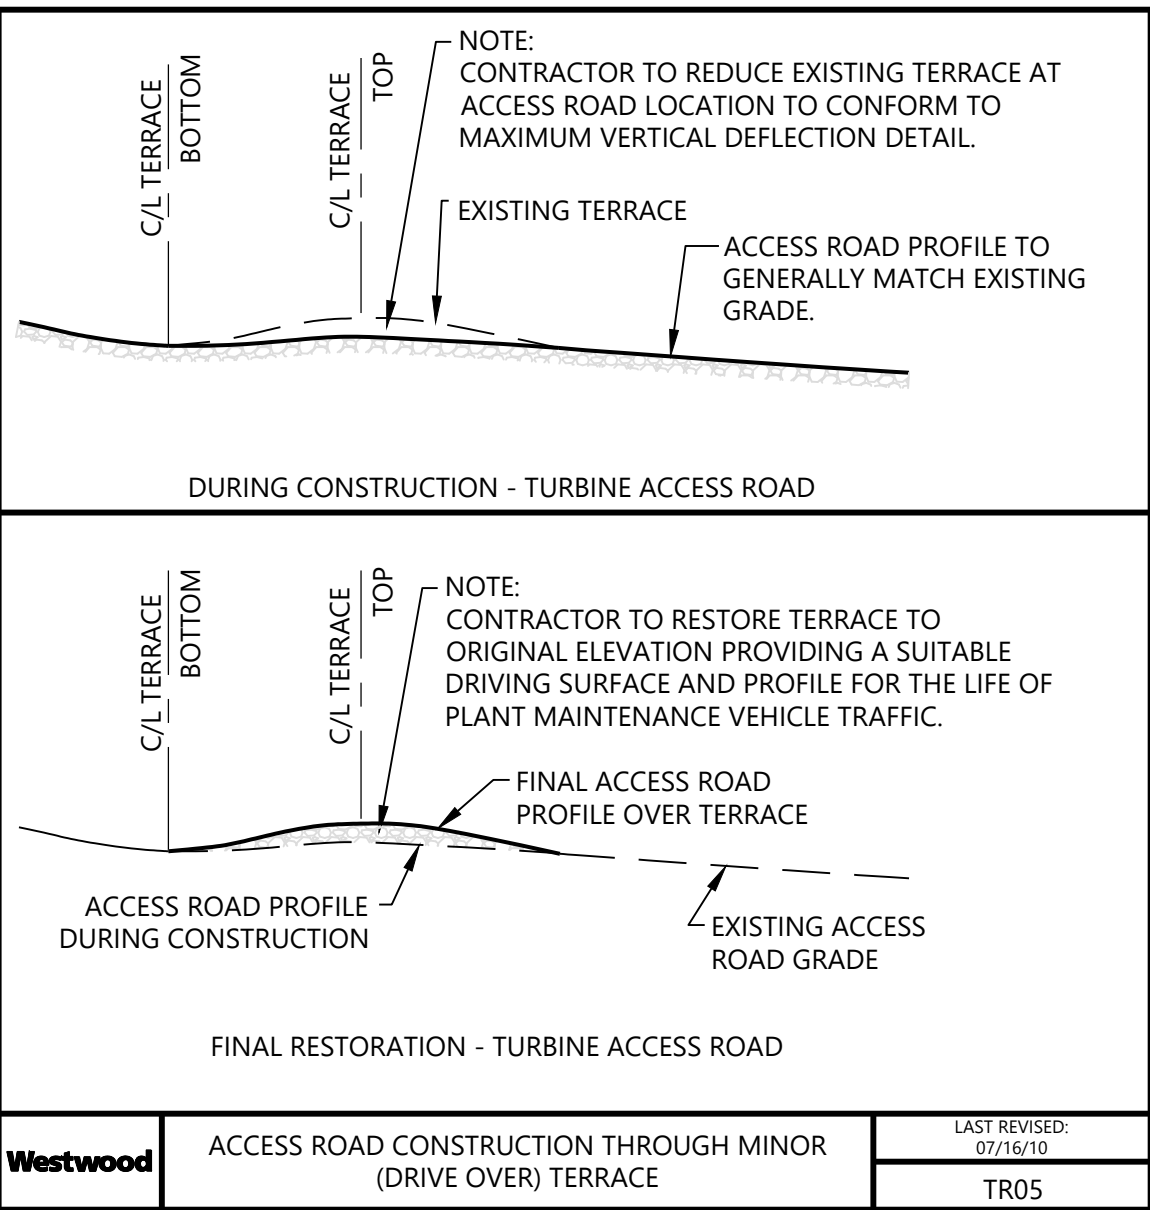 C/L TERRACE
BOTTOM
C/L TERRACE
TOP
NOTE:
CONTRACTOR TO REDUCE EXISTING TERRACE AT
ACCESS ROAD LOCATION TO CONFORM TO
MAXIMUM VERTICAL DEFLECTION DETAIL.
EXISTING TERRACE
ACCESS ROAD PROFILE TO
GENERALLY MATCH EXISTING
GRADE.
DURING CONSTRUCTION - TURBINE ACCESS ROAD
C/L TERRACE
BOTTOM
C/L TERRACE
TOP
NOTE:
CONTRACTOR TO RESTORE TERRACE TO
ORIGINAL ELEVATION PROVIDING A SUITABLE
DRIVING SURFACE AND PROFILE FOR THE LIFE OF
PLANT MAINTENANCE VEHICLE TRAFFIC.
FINAL ACCESS ROAD
PROFILE OVER TERRACE
ACCESS ROAD PROFILE
DURING CONSTRUCTION
EXISTING ACCESS
ROAD GRADE
FINAL RESTORATION - TURBINE ACCESS ROAD
Westwood
ACCESS ROAD CONSTRUCTION THROUGH MINOR
(DRIVE OVER) TERRACE
LAST REVISED:
07/16/10
TR05